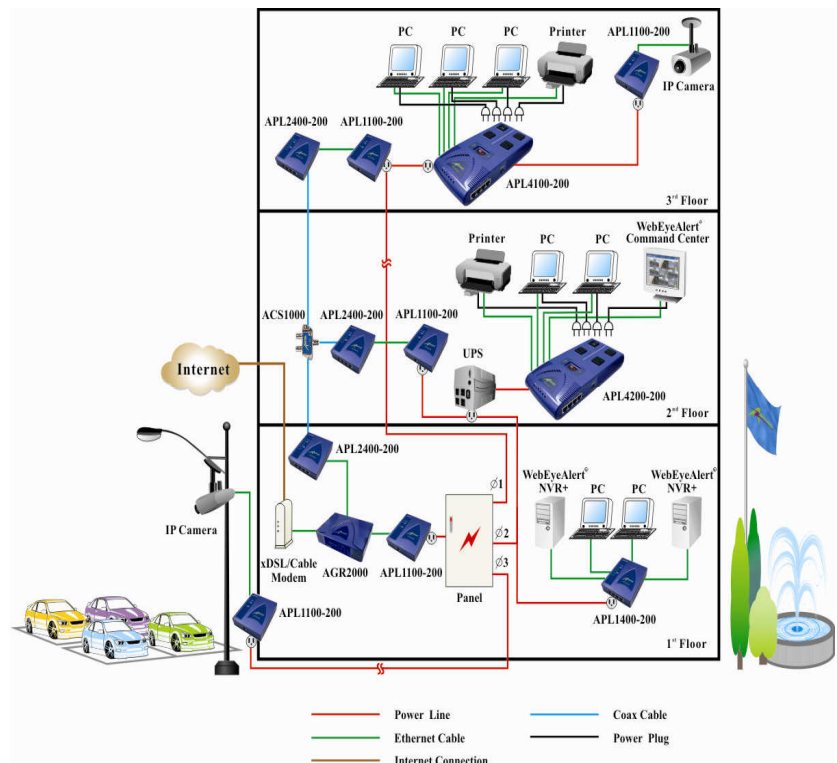 PC
PC
PC
Printer
APL1100-200
IP Camera
APL2400-200
APL1100-200
APL4100-200
3rd Floor
Printer
PC
PC
WebEyeAlert
Command Center
ACS1000
APL2400-200
APL1100-200
UPS
APL4200-200
2nd Floor
Internet
APL2400-200
IP Camera
xDSL/Cable
Modem
AGR2000
APL1100-200
Ø1
Ø2
Ø3
Panel
WebEyeAlert
NVR+
PC
PC
WebEyeAlert
NVR+
APL1400-200
APL1100-200
1st Floor
Power Line
Coax Cable
Ethernet Cable
Power Plug
Internet Connection